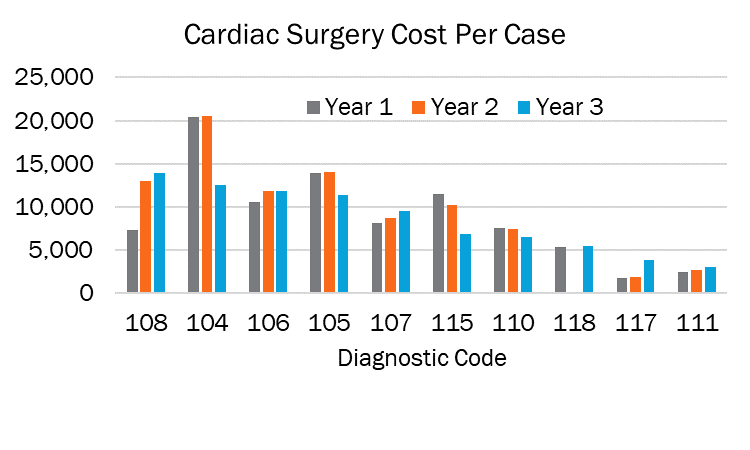 Cardiac Surgery Cost Per Case
25,000
Year 1 Year 2 Year 3
20,000
15,000
10,000
5,000
0
108 104 106 105 107 115 110 118 117 111
Diagnostic Code